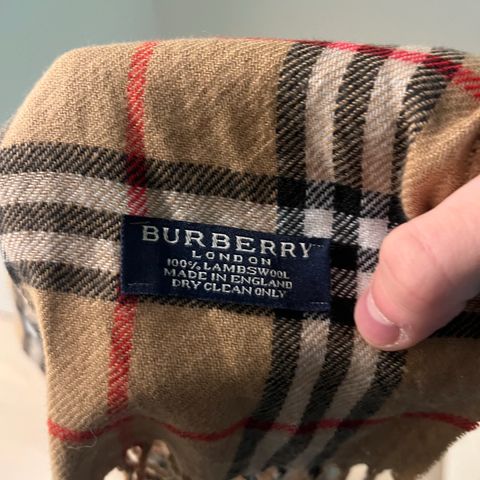 BURBERRY
LONDON
100% LAMBSWOOL
MADE IN ENGLAND
DRY CLEAN ONLY